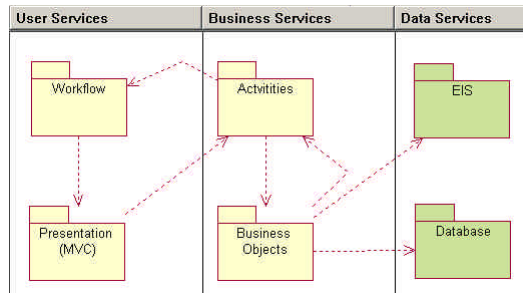 User Services
Business Services
Data Services
Workflow
Actvitities
EIS
Presentation
(MVC)
Business
Objects
Database